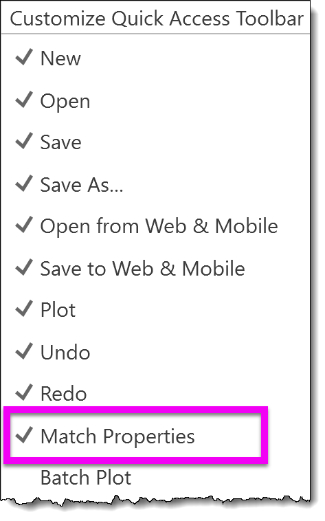 Customize Quick Access Toolbar
New
Open
Save
Save As...
Open from Web & Mobile
Save to Web & Mobile
Plot
Undo
Redo
Match Properties
Batch Plot